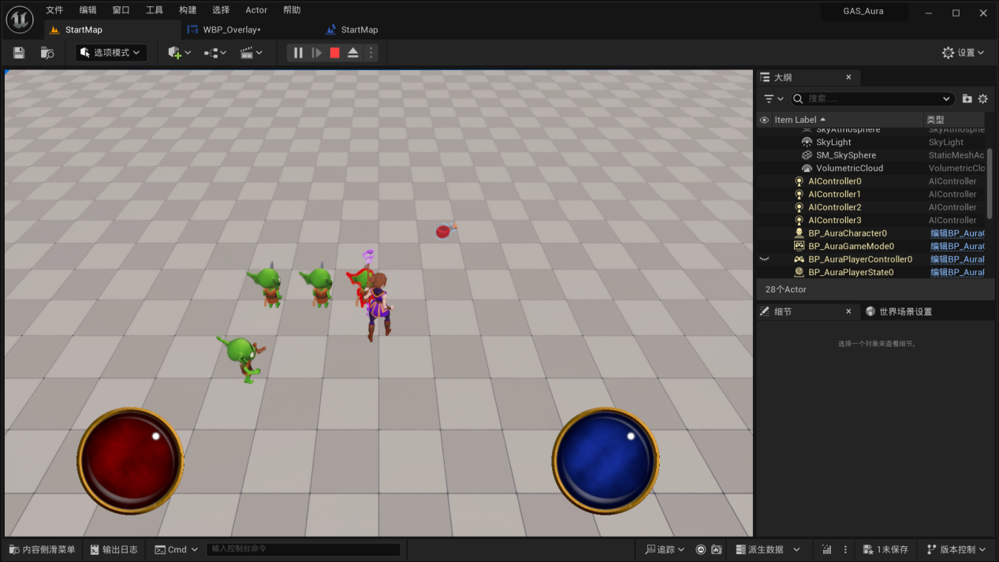 文件 编辑 窗口 工具 构建 选择 Actor 帮助 GAS_Aura
StartMap WBP_Overlay* StartMap
选项模式 设置
大纲
搜索......
Item Label 类型
SkyAtmosphere SkyAtmosphe
SkyLight SkyLight
SM_SkySphere StaticMeshAc
VolumetricCloud VolumetricClo
AIController0 AIController
AIController1 AIController
AIController2 AIController
AIController3 AIController
BP_AuraCharacter0 编辑BP_AuraC
BP_AuraGameMode0 编辑BP_AuraG
BP_AuraPlayerController0 编辑BP_AuraP
BP_AuraPlayerState0 编辑BP_AuraP
28个Actor
细节 世界场景设置
选择一个对象来查看细节。
内容侧滑菜单 输出日志 Cmd 输入控制台命令 追踪 派生数据 1未保存 版本控制